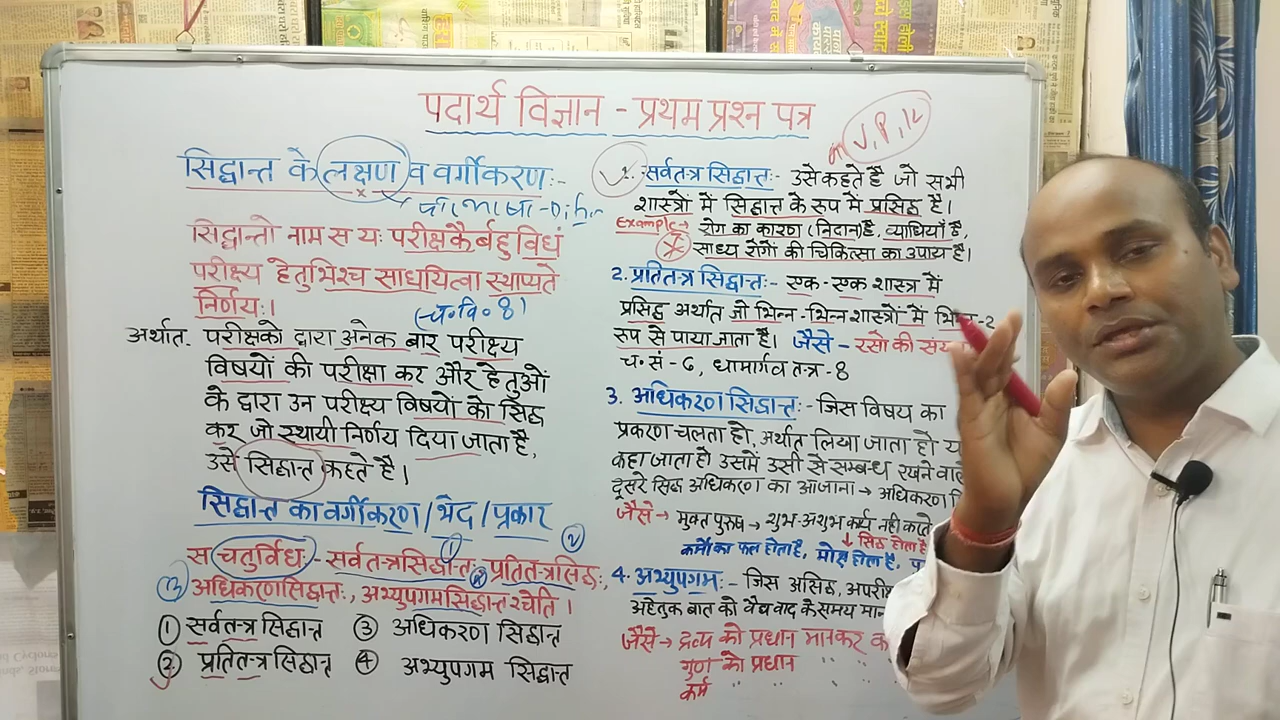 पदार्थ विज्ञान - प्रथम प्रश्न पत्र
सिद्धान्त के लक्षण व वर्गीकरण:-
सिद्धान्तो नाम स यः परीक्षकैर्बहुविधं
परीक्ष्य हेतुभिश्च साधयित्वा स्थाप्यते
निर्णयः।
(च॰वि॰ 8)
अर्थात. परीक्षको द्वारा अनेक बार परीक्ष्य
विषयों की परीक्षा कर और हेतुओं
के द्वारा उन परीक्ष्य विषयो को सिद्ध
कर जो स्थायी निर्णय दिया जाता है,
उसे सिद्धान्त कहते है।
सिद्धान्त का वर्गीकरण / भेद / प्रकार
स चतुर्विधः - सर्वतन्त्रसिद्धान्तः, प्रतितन्त्रसिद्धः,
अधिकरणसिद्धान्तः, अभ्युपगमसिद्धान्त श्चेति।
① सर्वतन्त्र सिद्धान्त ③ अधिकरण सिद्धान्त
② प्रतितन्त्र सिद्धान्त ④ अभ्युपगम सिद्धान्त
1. सर्वतन्त्र सिद्धान्तः- उसे कहते है जो सभी
शास्त्रों में सिद्धान्त के रूप में प्रसिद्ध है।
Example→ रोग का कारण (निदान) है, व्याधियाँ है,
साध्य रोगों की चिकित्सा का उपाय है।
2. प्रतितन्त्र सिद्धान्तः- एक-एक शास्त्र में
प्रसिद्ध अर्थात जो भिन्न-भिन्न शास्त्रों में भिन्न-2
रूप से पाया जाता है। जैसे - रसो की
च॰सं-6, धामार्गव तन्त्र-8
3. अधिकरण सिद्धान्तः- जिस विषय का
प्रकरण चलता हो, अर्थात लिया जाता हो
कहा जाता हो उसमें उसी से सम्बन्ध रखने वाले
दूसरे सिद्ध अधिकरण का आजाना → अधिकरण
जैसे → मुक्त पुरुष → शुभ-अशुभ कार्य नही करते
↓ सिद्ध होता है
कर्मों का फल होता है, मोक्ष होता है,
4. अभ्युपगमः- जिस असिद्ध,
अहेतुक बात को वैद्य वाद के समय मान
जैसे → द्रव्य को प्रधान मानकर
गुण को प्रधान " "
कर्म " " "